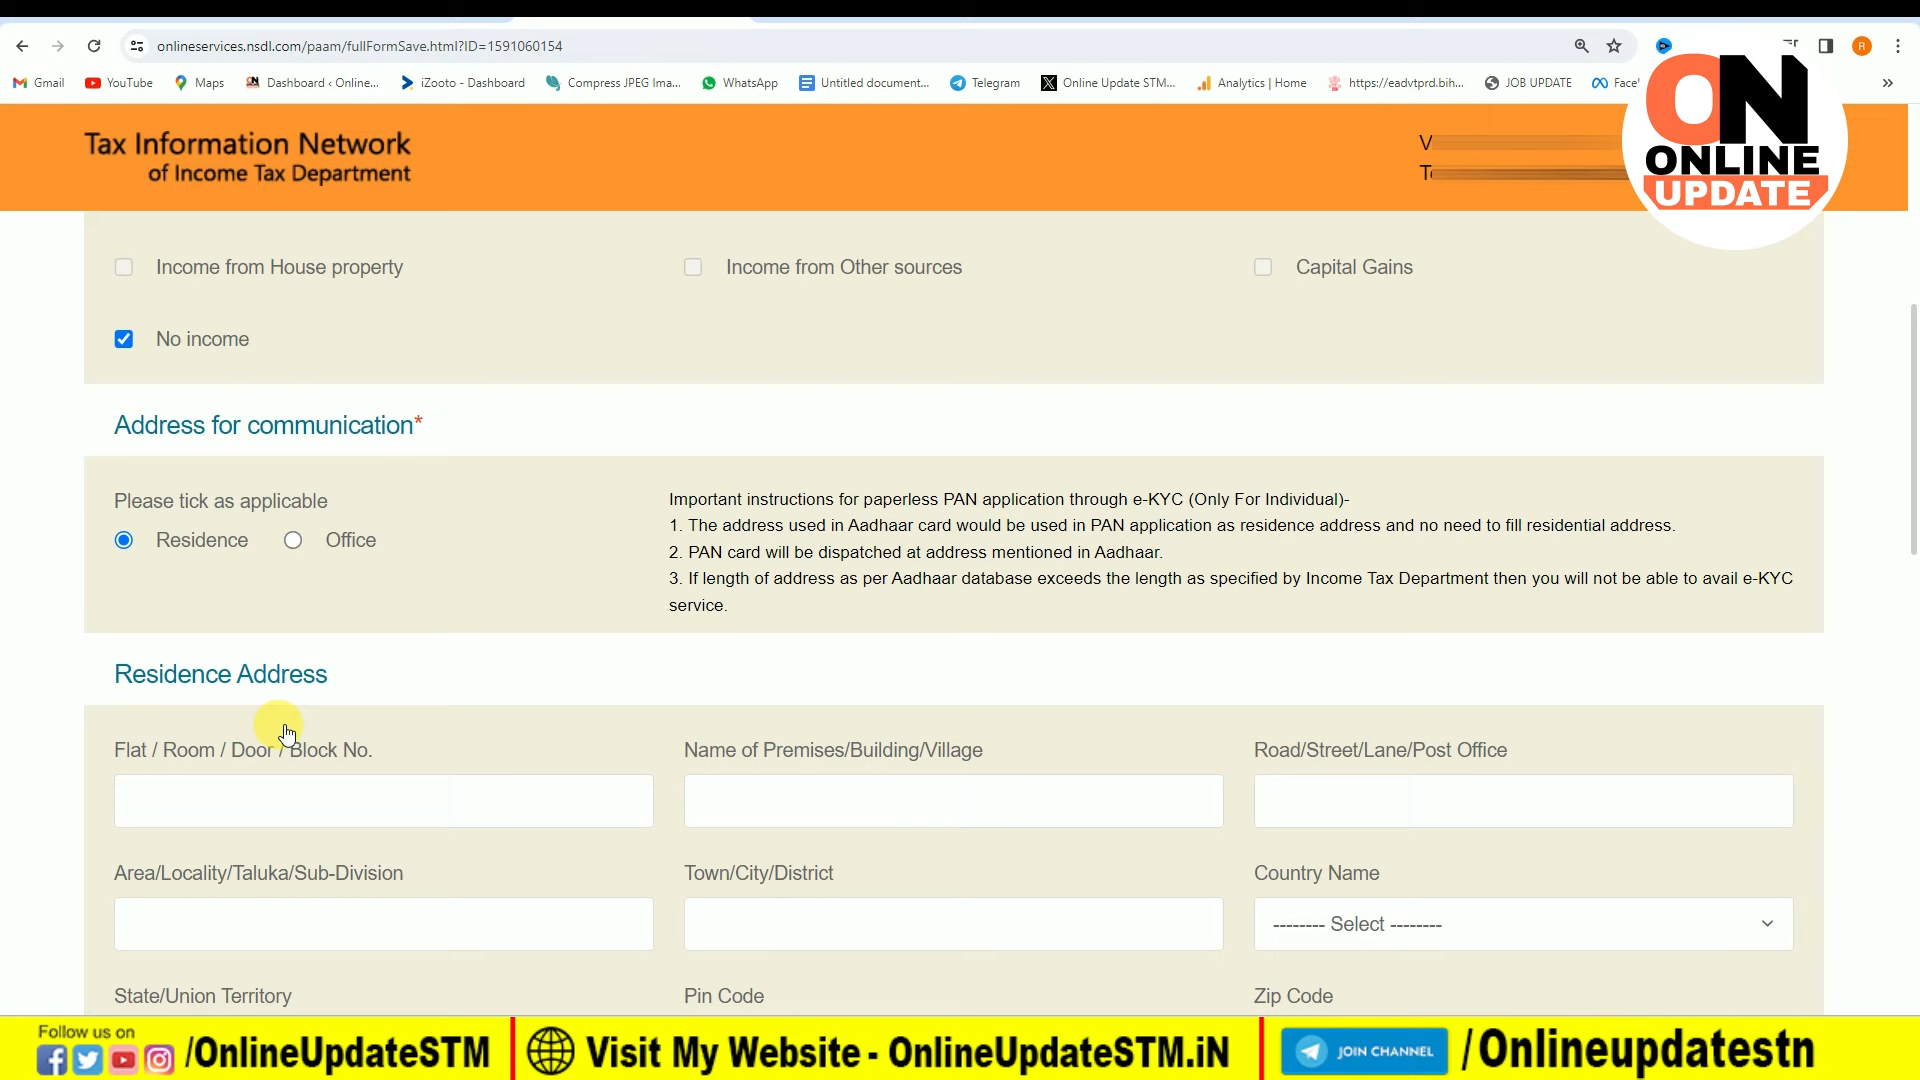 onlineservices.nsdl.com/paam/fullFormSave.html?ID=1591060154
R
Gmail
YouTube
Maps
Dashboard ‹ Online...
iZooto - Dashboard
Compress JPEG Ima...
WhatsApp
Untitled document...
Telegram
Online Update STM...
Analytics | Home
https://eadvtprd.bih...
JOB UPDATE
»
ON
ONLINE
UPDATE
Tax Information Network
of Income Tax Department
Income from House property
Income from Other sources
Capital Gains
No income
Address for communication*
Please tick as applicable
Residence
Office
Important instructions for paperless PAN application through e-KYC (Only For Individual)-
1. The address used in Aadhaar card would be used in PAN application as residence address and no need to fill residential address.
2. PAN card will be dispatched at address mentioned in Aadhaar.
3. If length of address as per Aadhaar database exceeds the length as specified by Income Tax Department then you will not be able to avail e-KYC
service.
Residence Address
Flat / Room / Door / Block No.
Name of Premises/Building/Village
Road/Street/Lane/Post Office
Area/Locality/Taluka/Sub-Division
Town/City/District
Country Name
-------- Select --------
State/Union Territory
Pin Code
Zip Code
Follow us on
/OnlineUpdateSTM
Visit My Website - OnlineUpdateSTM.iN
JOIN CHANNEL
/Onlineupdatestn